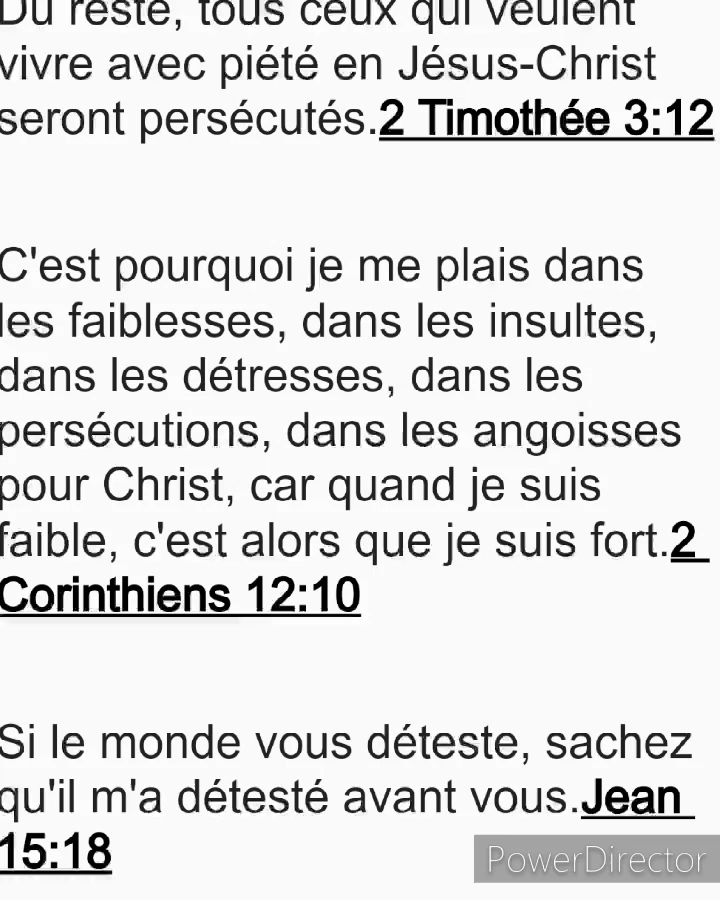 Du reste, tous ceux qui veulent
vivre avec piété en Jésus-Christ
seront persécutés.2 Timothée 3:12
C'est pourquoi je me plais dans
les faiblesses, dans les insultes,
dans les détresses, dans les
persécutions, dans les angoisses
pour Christ, car quand je suis
faible, c'est alors que je suis fort.2
Corinthiens 12:10
Si le monde vous déteste, sachez
qu'il m'a détesté avant vous.Jean
15:18
PowerDirector